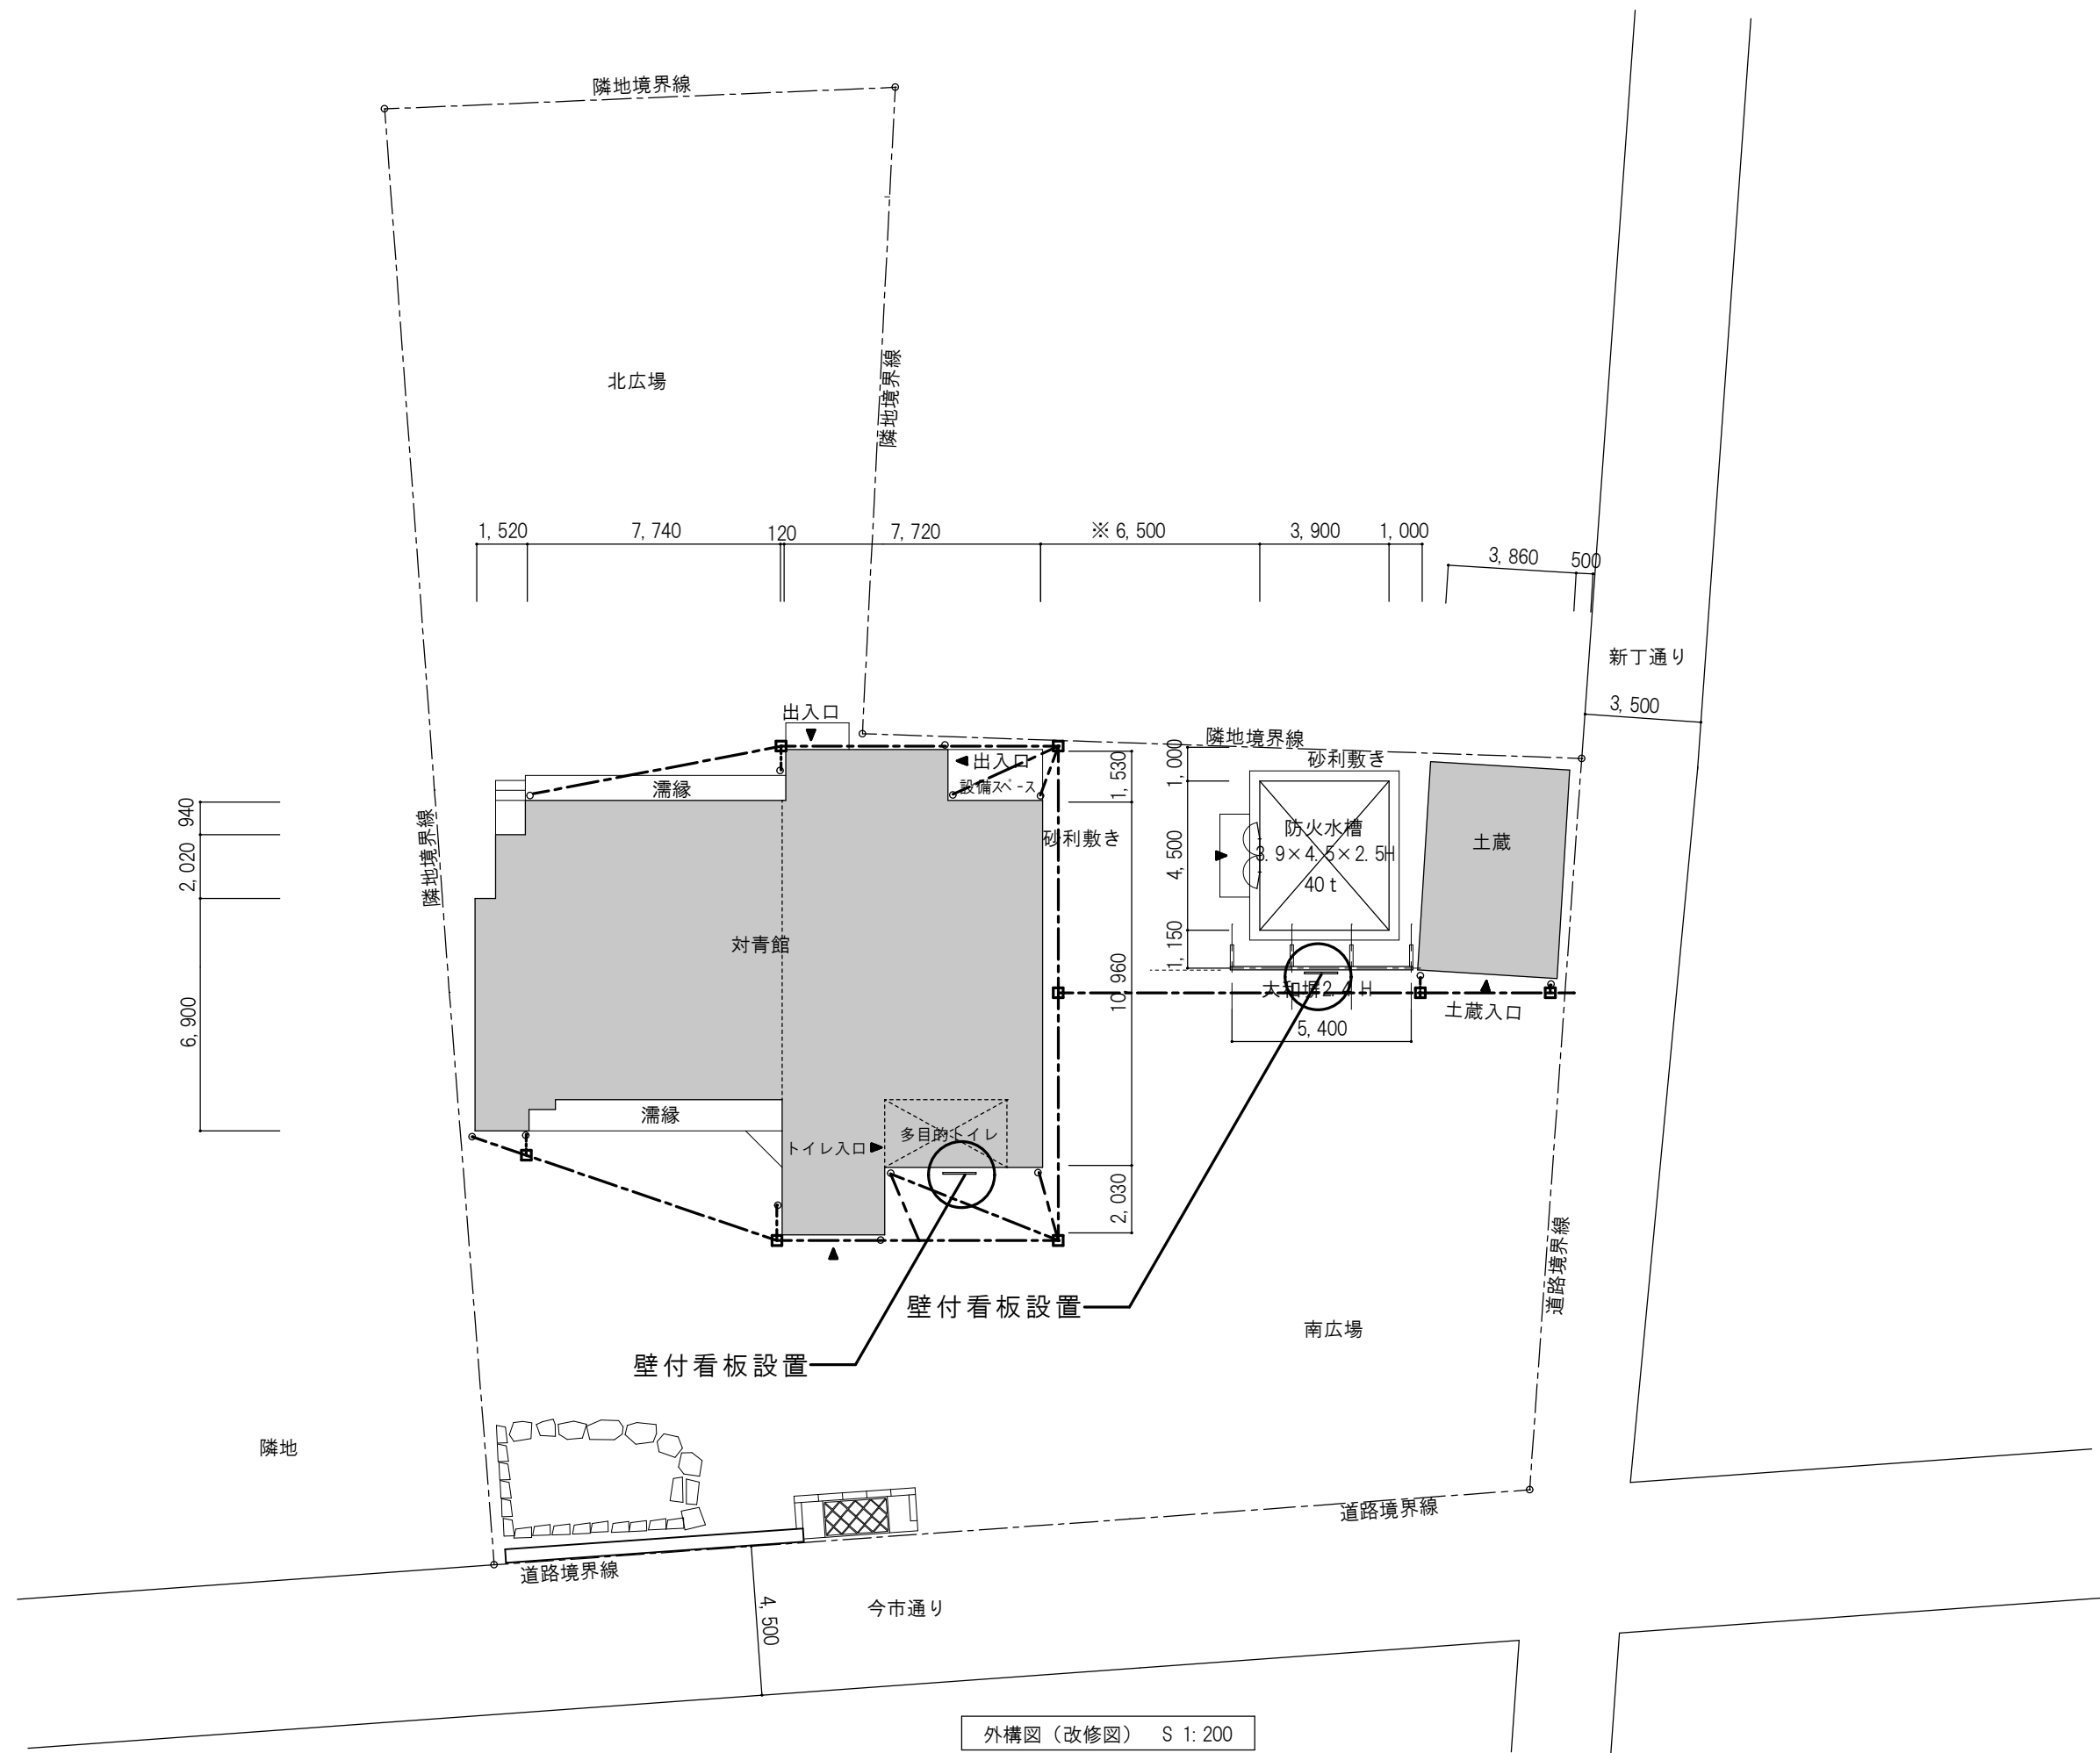 隣地境界線
北広場
隣地境界線
1,520
7,740
120
7,720
※6,500
3,900
1,000
3,860
500
新丁通り
3,500
出入口
隣地境界線
砂利敷き
出入口
設備スペース
濡縁
1,530
1,000
940
2,020
6,900
隣地境界線
砂利敷き
4,500
防火水槽
3.9×4.5×2.5H
40t
土蔵
対青館
1,150
10,960
大和塀2.4H
土蔵入口
5,400
濡縁
トイレ入口
多目的トイレ
2,030
道路境界線
壁付看板設置
南広場
壁付看板設置
隣地
道路境界線
道路境界線
4,500
今市通り
外構図（改修図） S 1:200